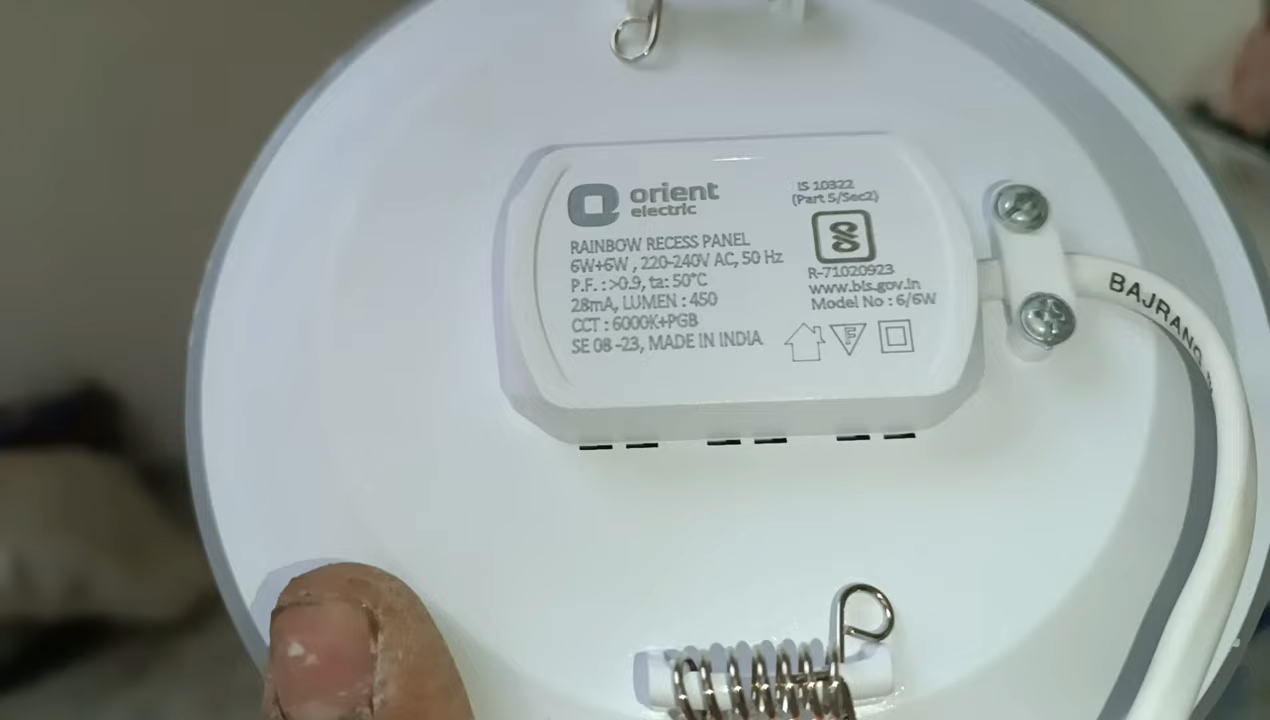 orient
electric
RAINBOW RECESS PANEL
6W+6W , 220-240V AC, 50 Hz
P.F. : >0.9, ta: 50°C
28mA, LUMEN : 450
CCT : 6000K+PGB
SE 08 -23, MADE IN INDIA
IS 10322
(Part 5/Sec2)
R-71020923
www.bis.gov.in
Model No : 6/6W
F
BAJRANG